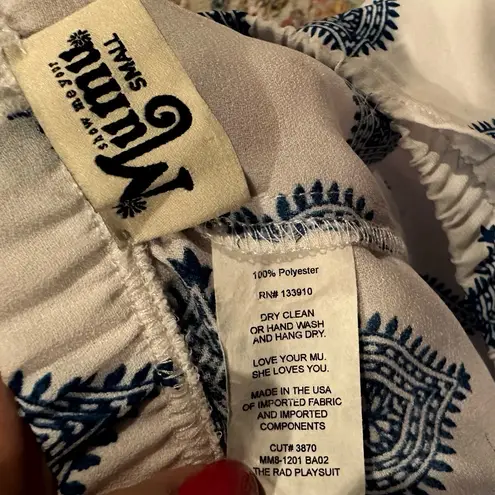 show me your
Mumu
SMALL
100% Polyester
RN# 133910
DRY CLEAN
OR HAND WASH
AND HANG DRY.
LOVE YOUR MU.
SHE LOVES YOU.
MADE IN THE USA
OF IMPORTED FABRIC
AND IMPORTED
COMPONENTS
CUT# 3870
MM8-1201 BA02
THE RAD PLAYSUIT